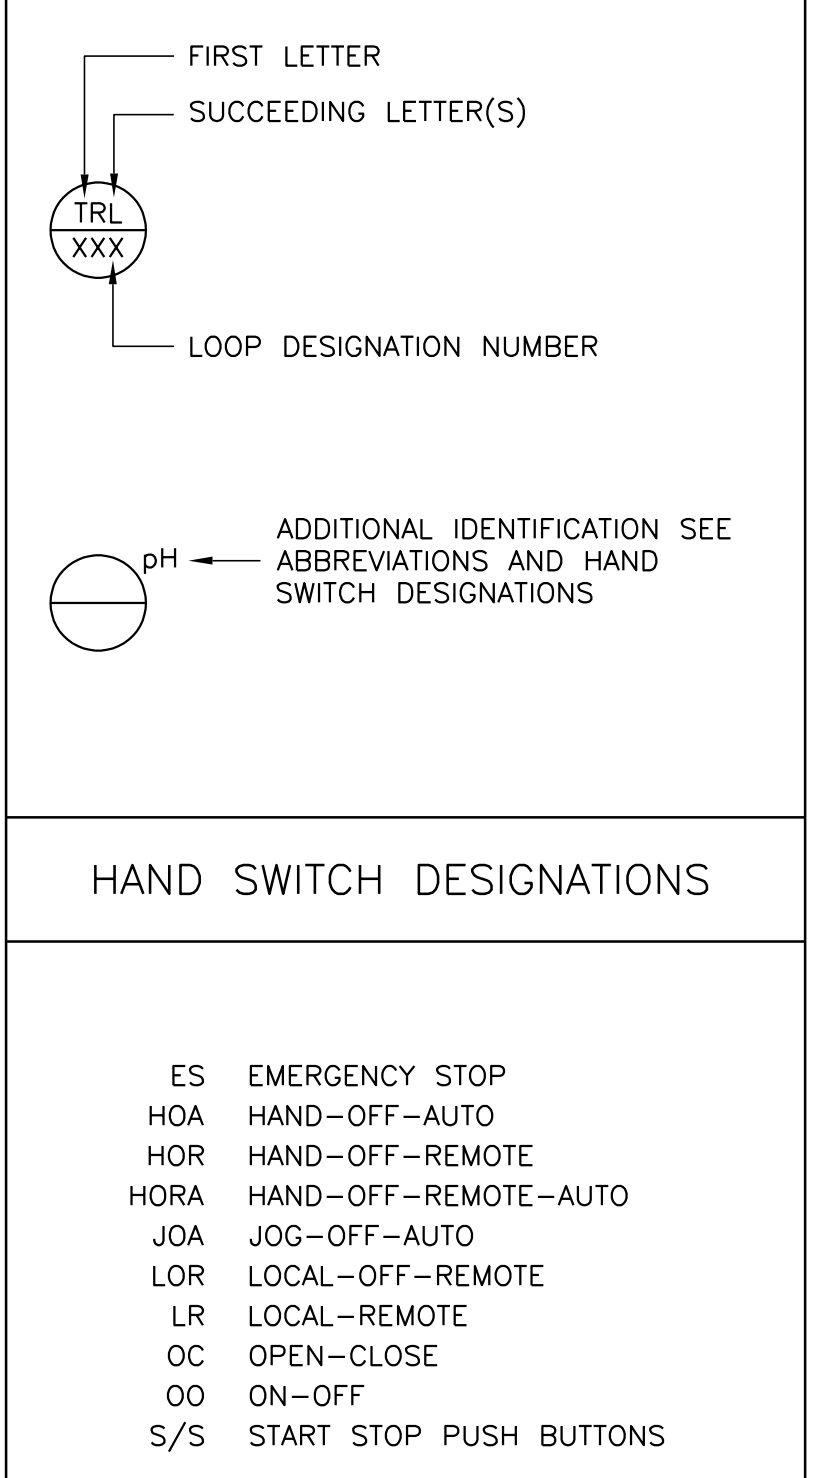 FIRST LETTER
SUCCEEDING LETTER(S)
TRL
XXX
LOOP DESIGNATION NUMBER
pH
ADDITIONAL IDENTIFICATION SEE
ABBREVIATIONS AND HAND
SWITCH DESIGNATIONS
HAND SWITCH DESIGNATIONS
ES EMERGENCY STOP
HOA HAND-OFF-AUTO
HOR HAND-OFF-REMOTE
HORA HAND-OFF-REMOTE-AUTO
JOA JOG-OFF-AUTO
LOR LOCAL-OFF-REMOTE
LR LOCAL-REMOTE
OC OPEN-CLOSE
OO ON-OFF
S/S START STOP PUSH BUTTONS